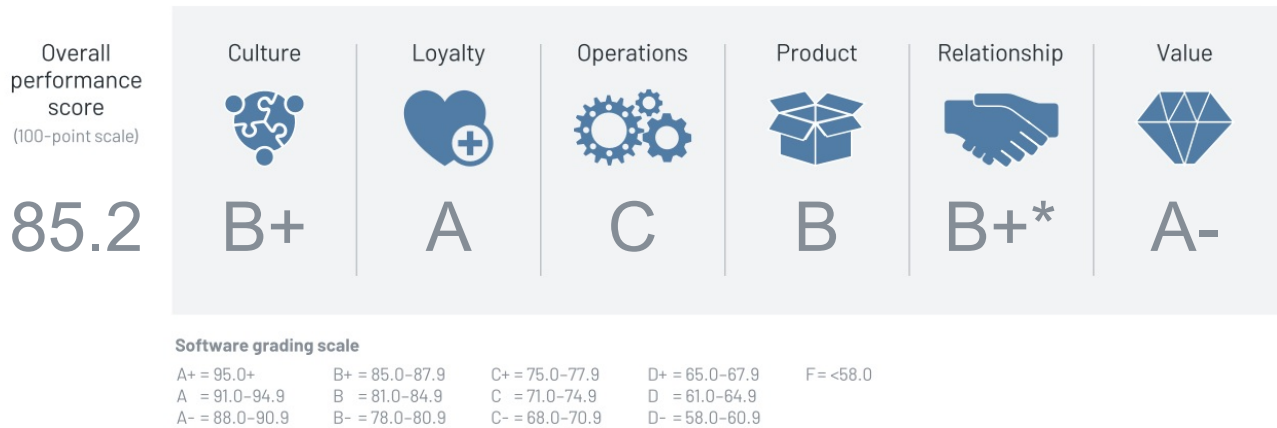 Overall
performance
score
(100-point scale)
85.2
Culture
B+
Loyalty
A
Operations
C
Product
B
Relationship
B+*
Value
A-
Software grading scale
A+ = 95.0+
A = 91.0-94.9
A- = 88.0-90.9
B+ = 85.0-87.9
B = 81.0-84.9
B- = 78.0-80.9
C+ = 75.0-77.9
C = 71.0-74.9
C- = 68.0-70.9
D+ = 65.0-67.9
D = 61.0-64.9
D- = 58.0-60.9
F = <58.0